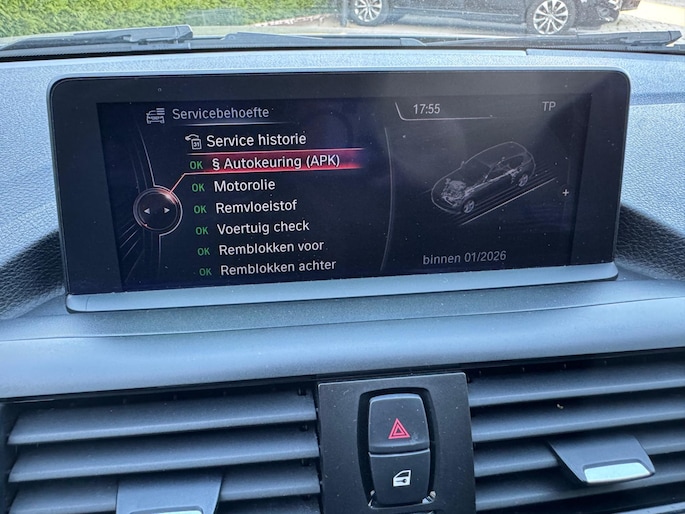 Servicebehoefte
17:55
TP
31
Service historie
OK § Autokeuring (APK)
OK Motorolie
OK Remvloeistof
OK Voertuig check
OK Remblokken voor
OK Remblokken achter
+
binnen 01/2026